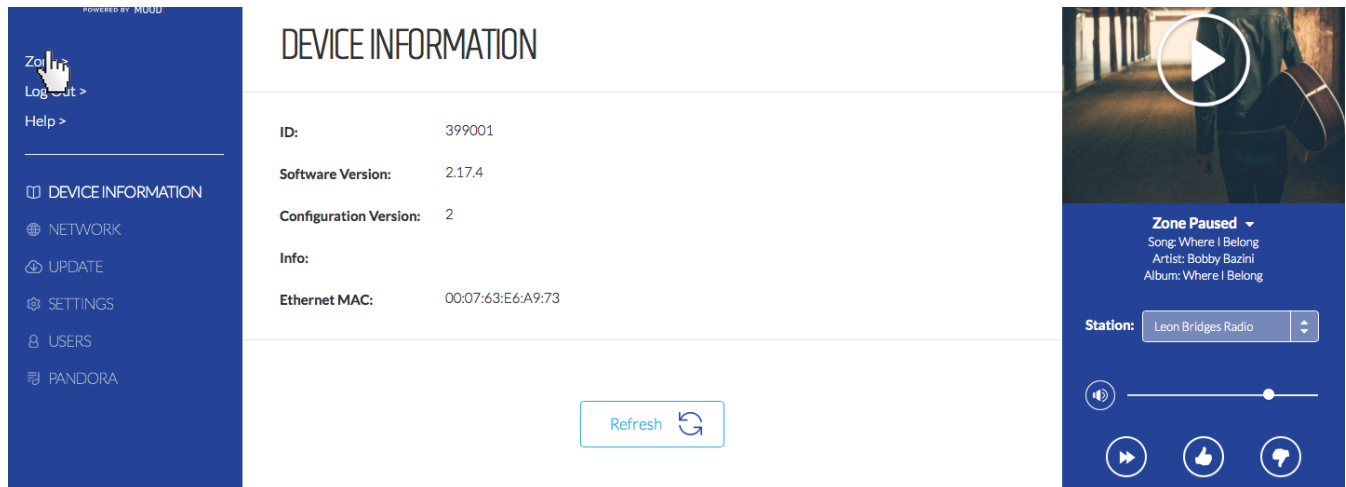 POWERED BY MOOD
Zone >
Log Out >
Help >
DEVICE INFORMATION
NETWORK
UPDATE
SETTINGS
USERS
PANDORA
DEVICE INFORMATION
ID: 399001
Software Version: 2.17.4
Configuration Version: 2
Info:
Ethernet MAC: 00:07:63:E6:A9:73
Refresh
Zone Paused
Song: Where I Belong
Artist: Bobby Bazini
Album: Where I Belong
Station: Leon Bridges Radio